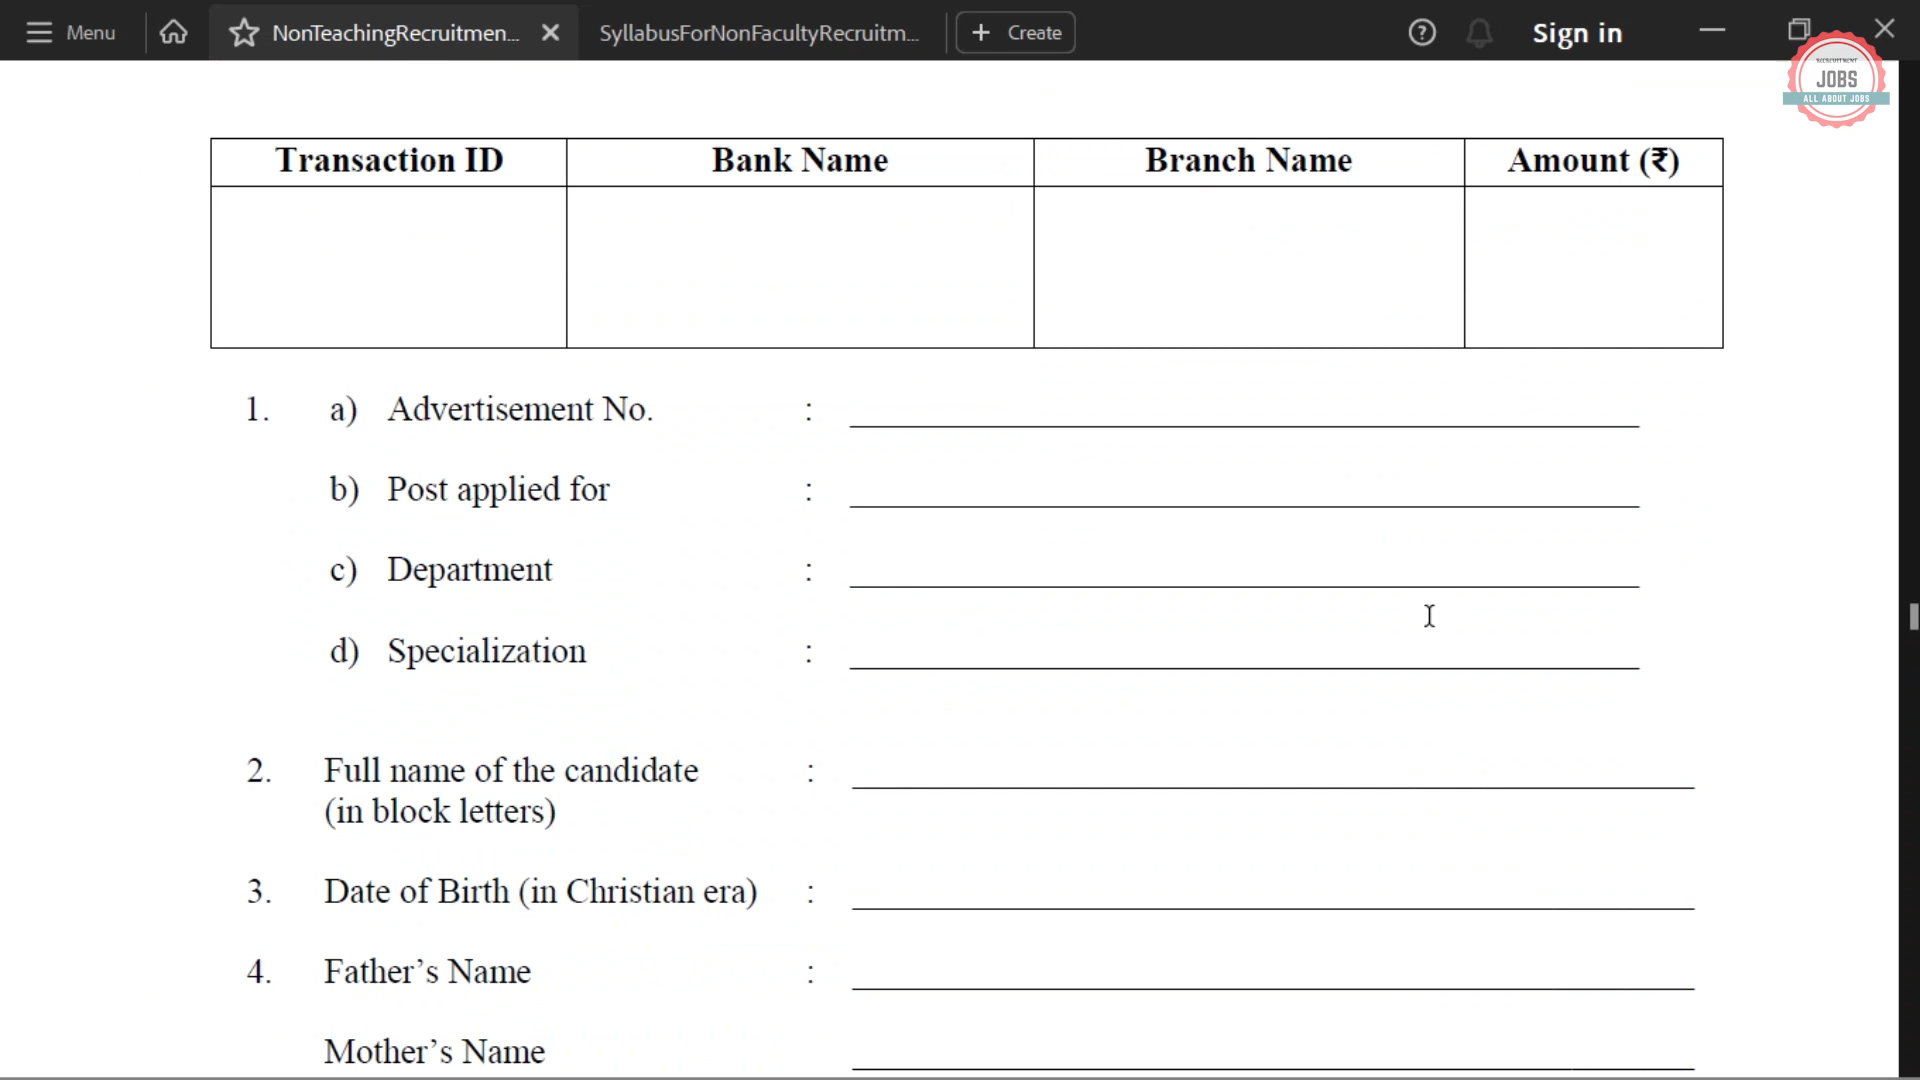 Menu
NonTeachingRecruitmen...
SyllabusForNonFacultyRecruitm...
+ Create
Sign in
RECRUITMENT
JOBS
ALL ABOUT JOBS
Transaction ID Bank Name Branch Name Amount (₹)
1. a) Advertisement No. :
b) Post applied for :
c) Department :
d) Specialization :
2. Full name of the candidate :
(in block letters)
3. Date of Birth (in Christian era) :
4. Father’s Name :
Mother’s Name